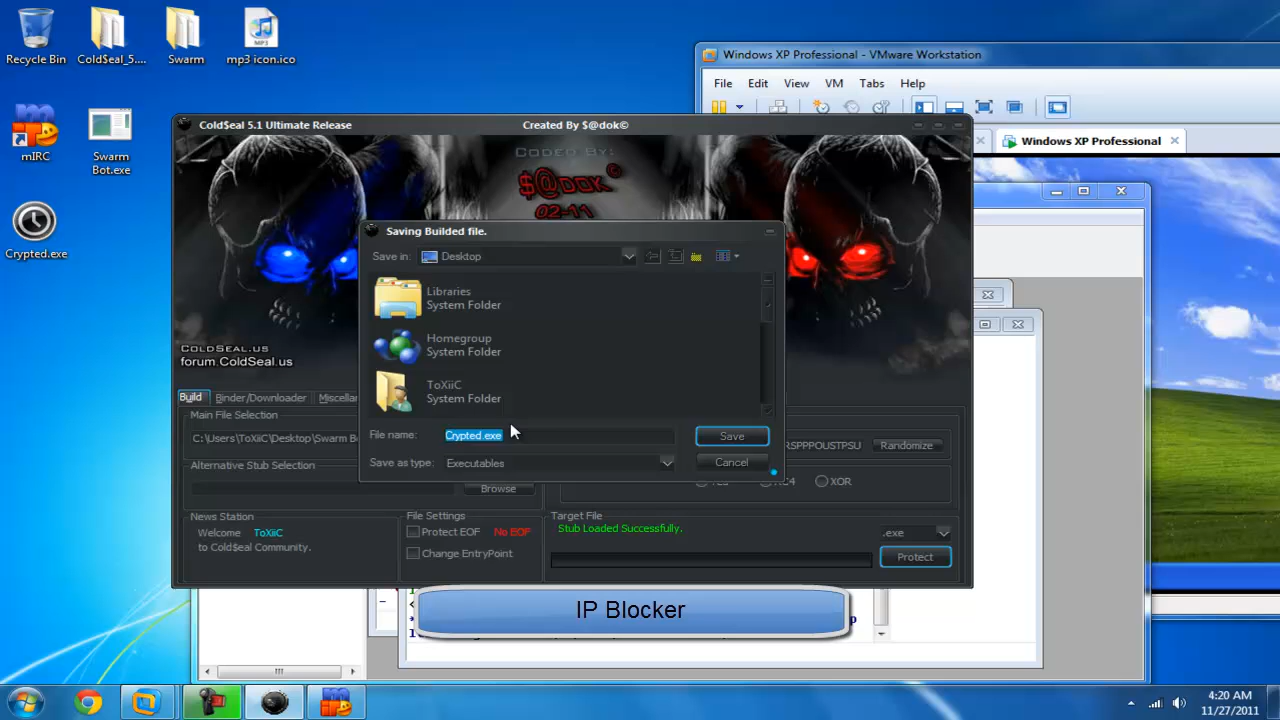 Recycle Bin
Cold$eal_5....
Swarm
mp3 icon.ico
mIRC
Swarm
Bot.exe
Crypted.exe
Windows XP Professional - VMware Workstation
File Edit View VM Tabs Help
Windows XP Professional
Cold$eal 5.1 Ultimate Release
Created By $@dok©
CODED BY:
$@dok©
02-11
ColdSeal.us
forum.ColdSeal.us
Saving Builded file.
Save in: Desktop
Libraries
System Folder
Homegroup
System Folder
ToXiiC
System Folder
File name: Crypted.exe
Save
Save as type: Executables
Cancel
Build Binder/Downloader Miscellan
Main File Selection
C:\Users\ToXiiC\Desktop\Swarm B
RSPPPOUSTPSU Randomize
Alternative Stub Selection
Browse
RC4 XOR
News Station
Welcome ToXiiC
to Cold$eal Community.
File Settings
Protect EOF No EOF
Change EntryPoint
Target File
Stub Loaded Successfully.
.exe
Protect
IP Blocker
4:20 AM
11/27/2011